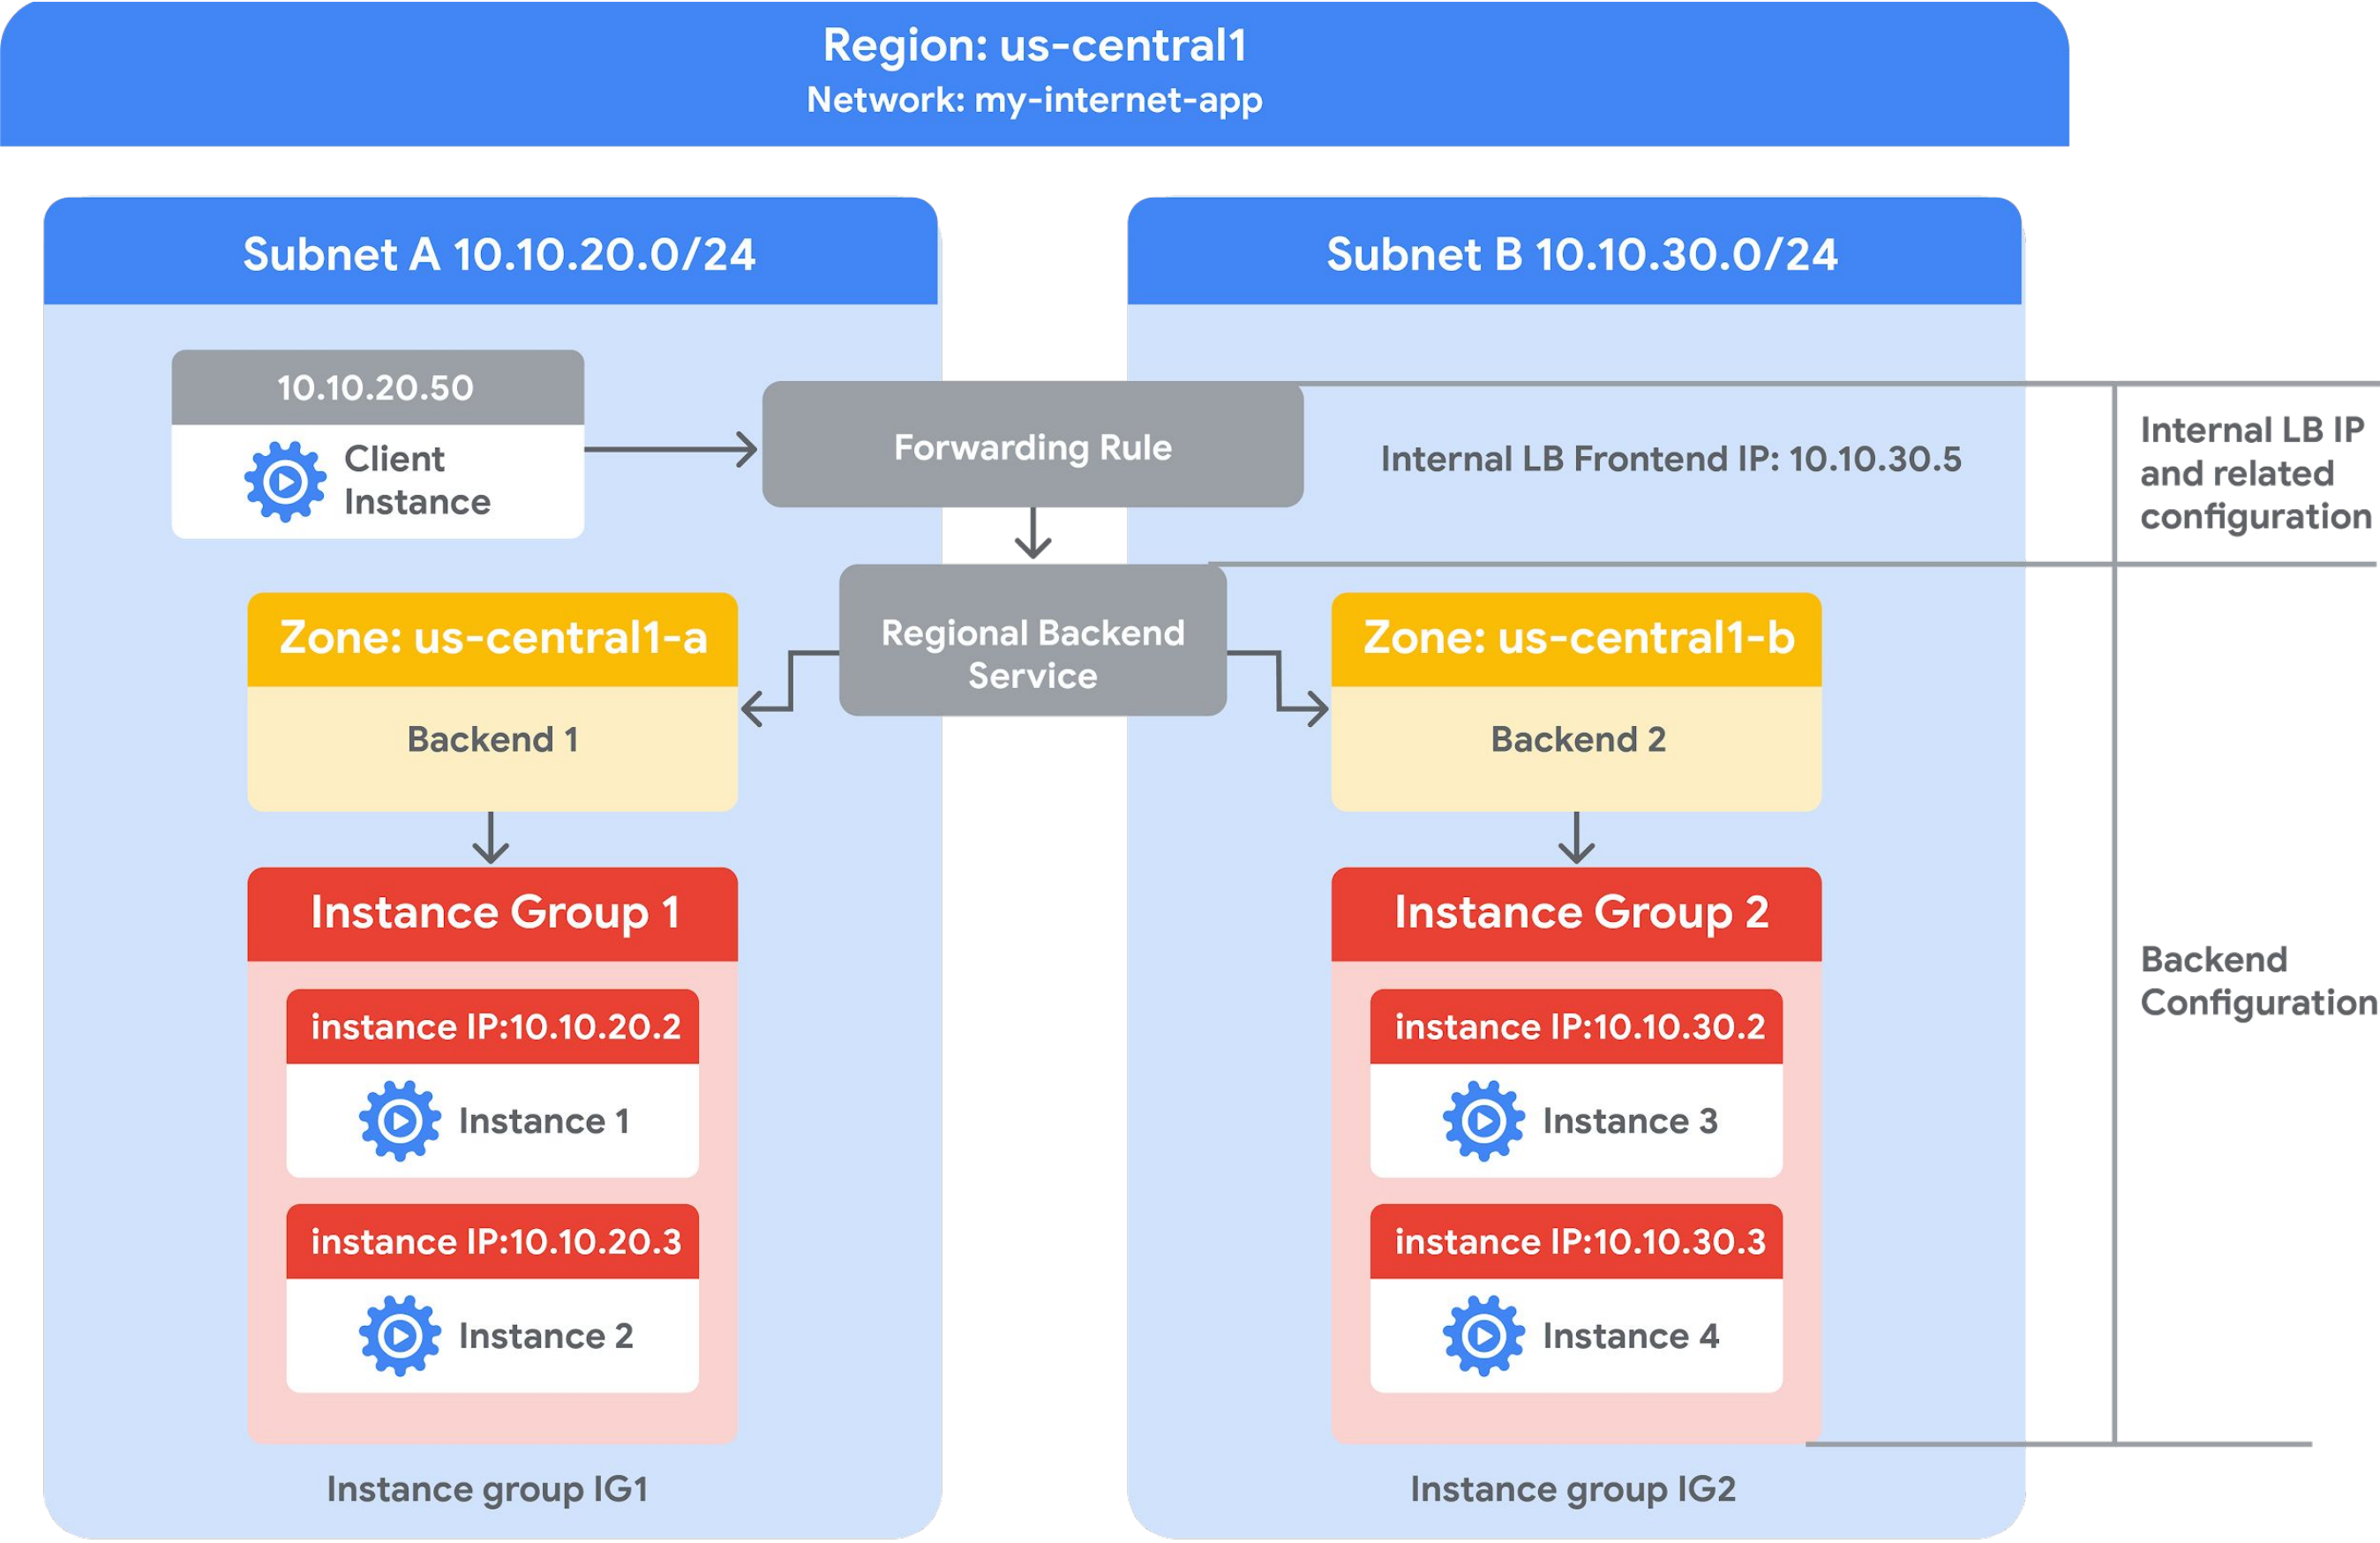 Region: us-central1
Network: my-internet-app
Subnet A 10.10.20.0/24
Subnet B 10.10.30.0/24
10.10.20.50
Client
Instance
Forwarding Rule
Internal LB Frontend IP: 10.10.30.5
Internal LB IP
and related
configuration
Zone: us-central1-a
Backend 1
Regional Backend
Service
Zone: us-central1-b
Backend 2
Instance Group 1
instance IP:10.10.20.2
Instance 1
instance IP:10.10.20.3
Instance 2
Instance group IG1
Instance Group 2
instance IP:10.10.30.2
Instance 3
instance IP:10.10.30.3
Instance 4
Instance group IG2
Backend
Configuration